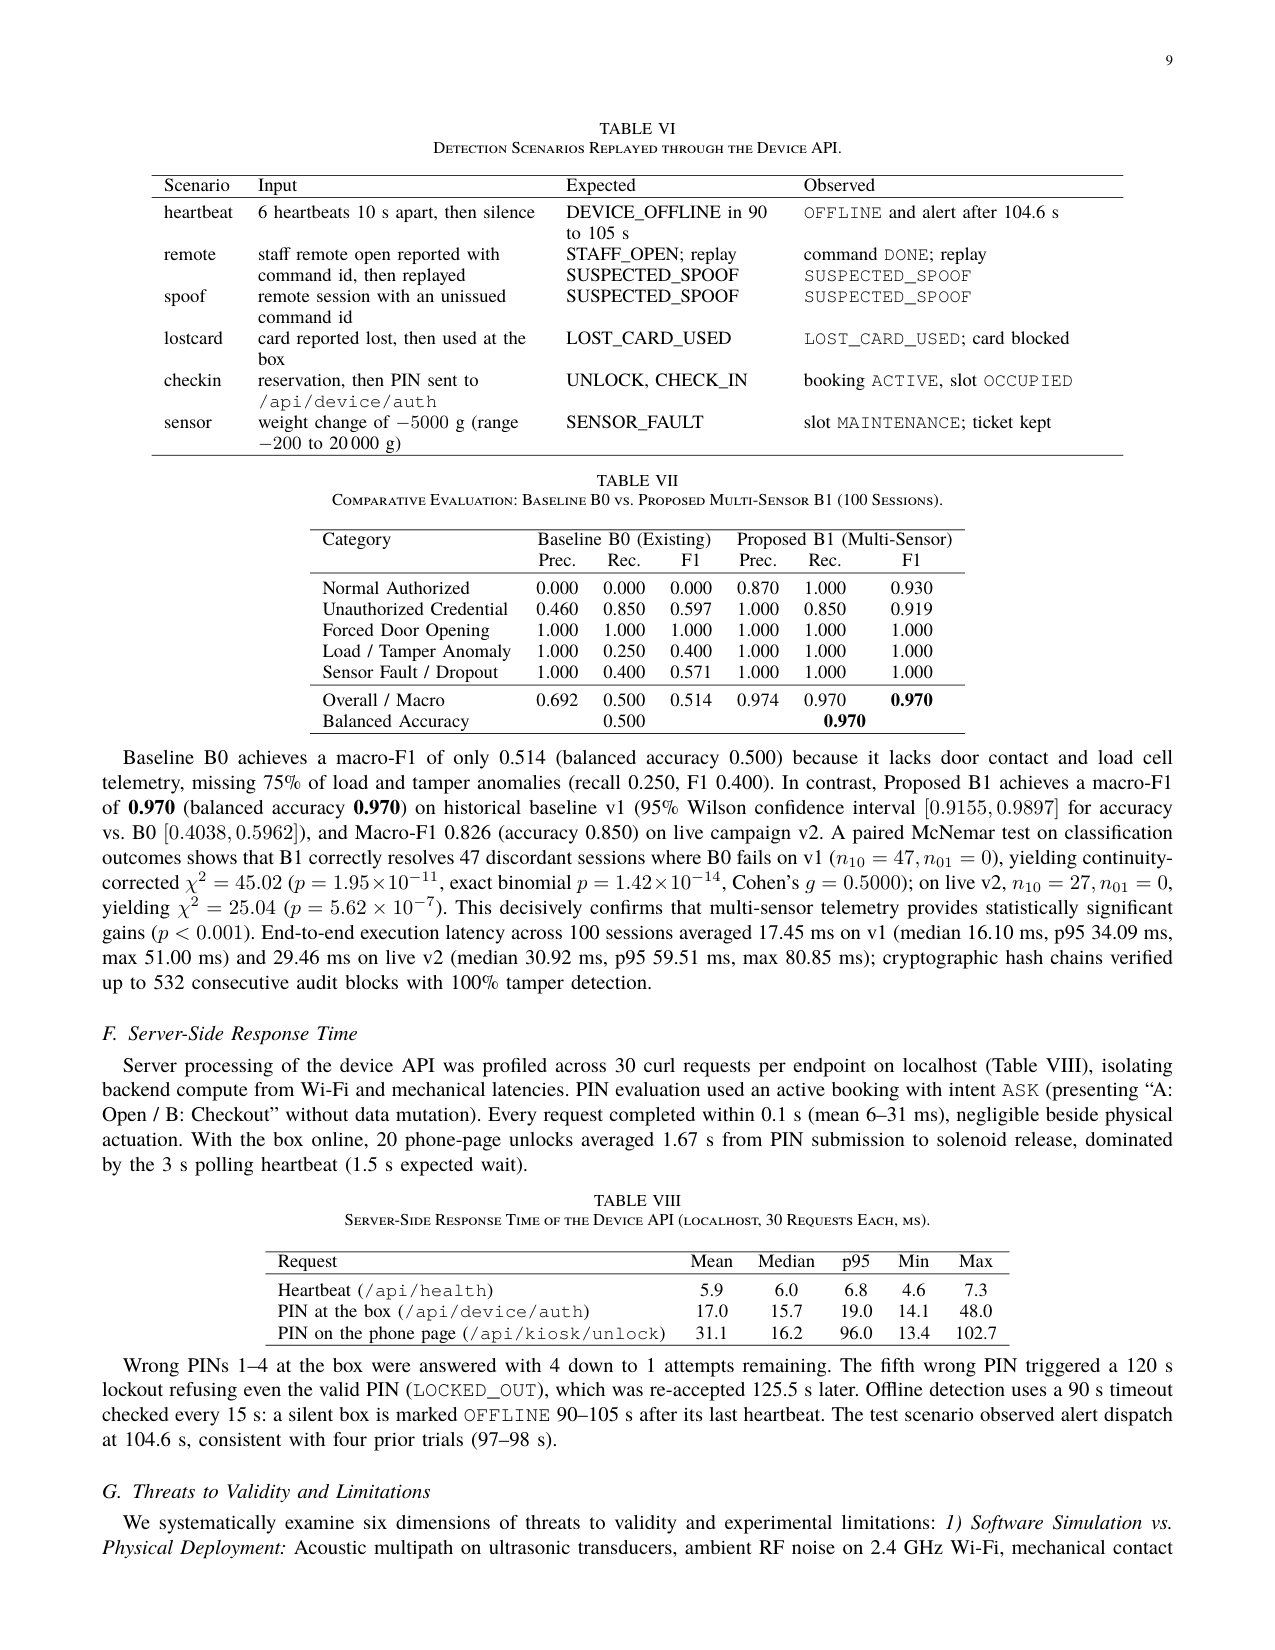 9
TABLE VI
DETECTION SCENARIOS REPLAYED THROUGH THE DEVICE API.
Scenario Input Expected Observed
heartbeat 6 heartbeats 10 s apart, then silence DEVICE_OFFLINE in 90 OFFLINE and alert after 104.6 s
to 105 s
remote staff remote open reported with STAFF_OPEN; replay command DONE; replay
command id, then replayed SUSPECTED_SPOOF SUSPECTED_SPOOF
spoof remote session with an unissued SUSPECTED_SPOOF SUSPECTED_SPOOF
command id
lostcard card reported lost, then used at the LOST_CARD_USED LOST_CARD_USED; card blocked
box
checkin reservation, then PIN sent to UNLOCK, CHECK_IN booking ACTIVE, slot OCCUPIED
/api/device/auth
sensor weight change of −5000 g (range SENSOR_FAULT slot MAINTENANCE; ticket kept
−200 to 20 000 g)
TABLE VII
COMPARATIVE EVALUATION: BASELINE B0 VS. PROPOSED MULTI-SENSOR B1 (100 SESSIONS).
Category Baseline B0 (Existing) Proposed B1 (Multi-Sensor)
Prec. Rec. F1 Prec. Rec. F1
Normal Authorized 0.000 0.000 0.000 0.870 1.000 0.930
Unauthorized Credential 0.460 0.850 0.597 1.000 0.850 0.919
Forced Door Opening 1.000 1.000 1.000 1.000 1.000 1.000
Load / Tamper Anomaly 1.000 0.250 0.400 1.000 1.000 1.000
Sensor Fault / Dropout 1.000 0.400 0.571 1.000 1.000 1.000
Overall / Macro 0.692 0.500 0.514 0.974 0.970 0.970
Balanced Accuracy 0.500 0.970
Baseline B0 achieves a macro-F1 of only 0.514 (balanced accuracy 0.500) because it lacks door contact and load cell
telemetry, missing 75% of load and tamper anomalies (recall 0.250, F1 0.400). In contrast, Proposed B1 achieves a macro-F1
of 0.970 (balanced accuracy 0.970) on historical baseline v1 (95% Wilson confidence interval [0.9155, 0.9897] for accuracy
vs. B0 [0.4038, 0.5962]), and Macro-F1 0.826 (accuracy 0.850) on live campaign v2. A paired McNemar test on classification
outcomes shows that B1 correctly resolves 47 discordant sessions where B0 fails on v1 (n₁₀ = 47, n₀₁ = 0), yielding continuity-
corrected χ² = 45.02 (p = 1.95×10⁻¹¹, exact binomial p = 1.42×10⁻¹⁴, Cohen's g = 0.5000); on live v2, n₁₀ = 27, n₀₁ = 0,
yielding χ² = 25.04 (p = 5.62 × 10⁻⁷). This decisively confirms that multi-sensor telemetry provides statistically significant
gains (p < 0.001). End-to-end execution latency across 100 sessions averaged 17.45 ms on v1 (median 16.10 ms, p95 34.09 ms,
max 51.00 ms) and 29.46 ms on live v2 (median 30.92 ms, p95 59.51 ms, max 80.85 ms); cryptographic hash chains verified
up to 532 consecutive audit blocks with 100% tamper detection.
F. Server-Side Response Time
Server processing of the device API was profiled across 30 curl requests per endpoint on localhost (Table VIII), isolating
backend compute from Wi-Fi and mechanical latencies. PIN evaluation used an active booking with intent ASK (presenting “A:
Open / B: Checkout” without data mutation). Every request completed within 0.1 s (mean 6–31 ms), negligible beside physical
actuation. With the box online, 20 phone-page unlocks averaged 1.67 s from PIN submission to solenoid release, dominated
by the 3 s polling heartbeat (1.5 s expected wait).
TABLE VIII
SERVER-SIDE RESPONSE TIME OF THE DEVICE API (LOCALHOST, 30 REQUESTS EACH, MS).
Request Mean Median p95 Min Max
Heartbeat (/api/health) 5.9 6.0 6.8 4.6 7.3
PIN at the box (/api/device/auth) 17.0 15.7 19.0 14.1 48.0
PIN on the phone page (/api/kiosk/unlock) 31.1 16.2 96.0 13.4 102.7
Wrong PINs 1–4 at the box were answered with 4 down to 1 attempts remaining. The fifth wrong PIN triggered a 120 s
lockout refusing even the valid PIN (LOCKED_OUT), which was re-accepted 125.5 s later. Offline detection uses a 90 s timeout
checked every 15 s: a silent box is marked OFFLINE 90–105 s after its last heartbeat. The test scenario observed alert dispatch
at 104.6 s, consistent with four prior trials (97–98 s).
G. Threats to Validity and Limitations
We systematically examine six dimensions of threats to validity and experimental limitations: 1) Software Simulation vs.
Physical Deployment: Acoustic multipath on ultrasonic transducers, ambient RF noise on 2.4 GHz Wi-Fi, mechanical contact